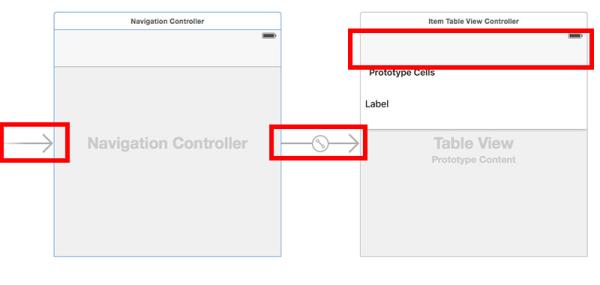 Navigation Controller
Item Table View Controller
Prototype Cells
Label
Navigation Controller
Table View
Prototype Content